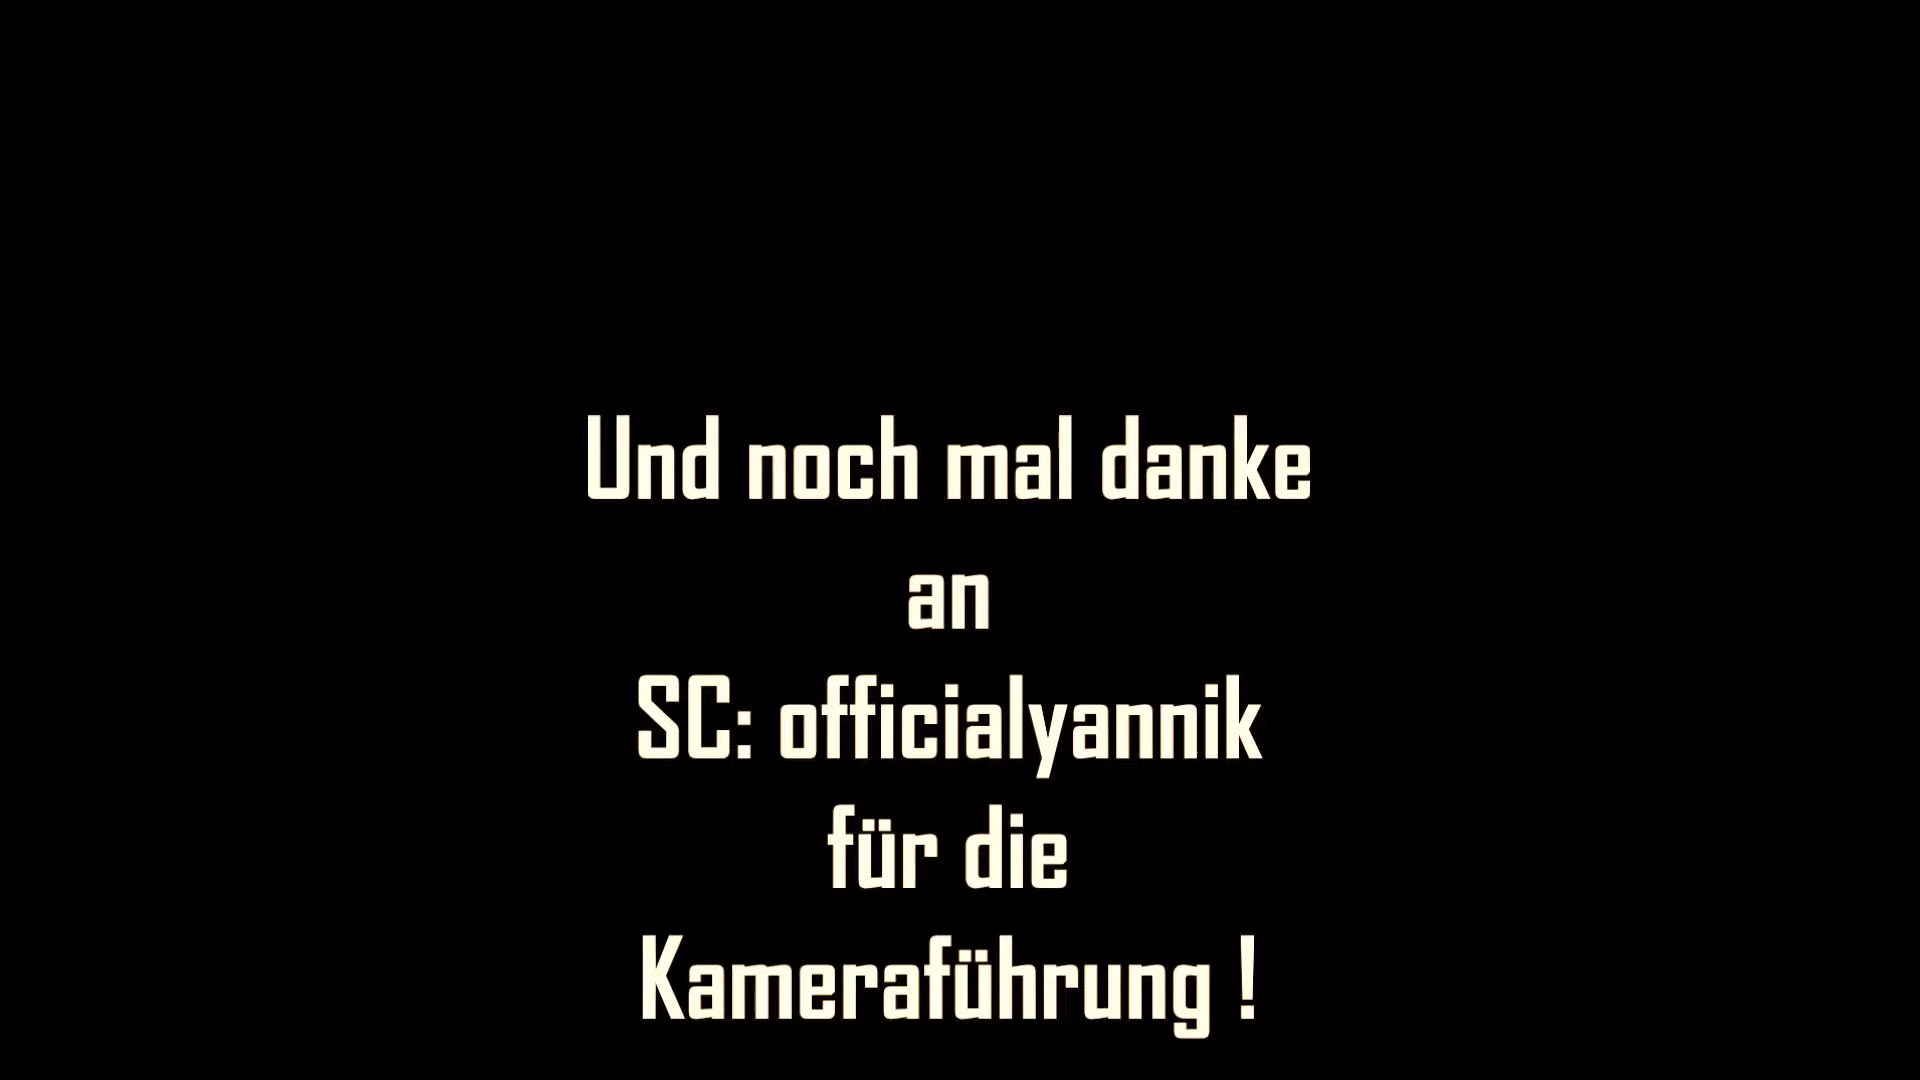 Und noch mal danke
an
SC: officialyannik
für die
Kameraführung !